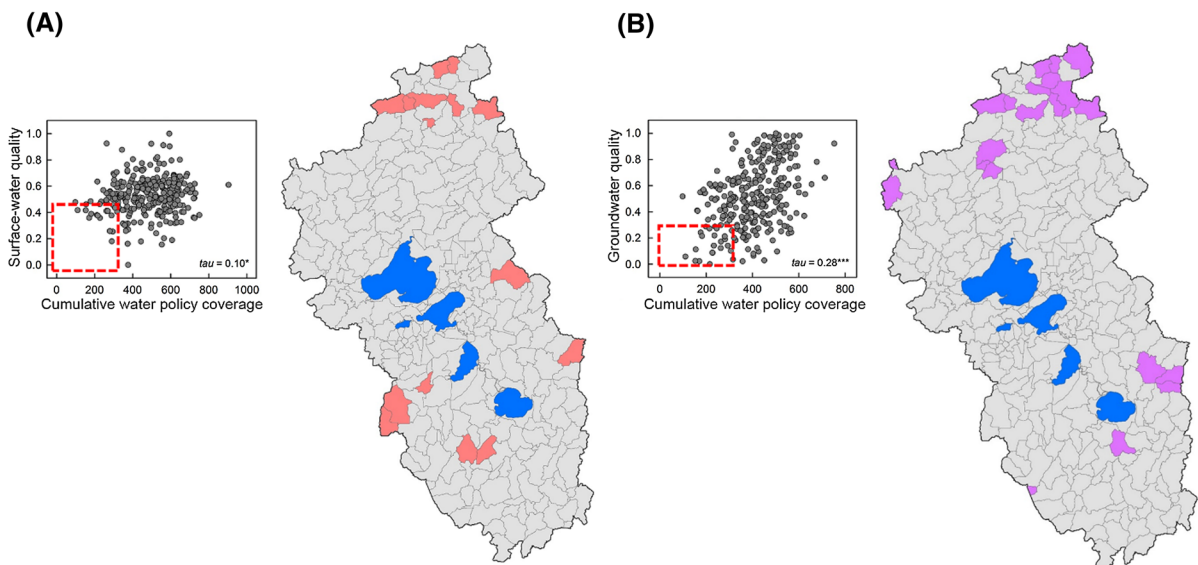 (A)
Surface-water quality
1.0
0.8
0.6
0.4
0.2
0.0
tau = 0.10*
0 200 400 600 800 1000
Cumulative water policy coverage
(B)
Groundwater quality
1.0
0.8
0.6
0.4
0.2
0.0
tau = 0.28***
0 200 400 600 800
Cumulative water policy coverage